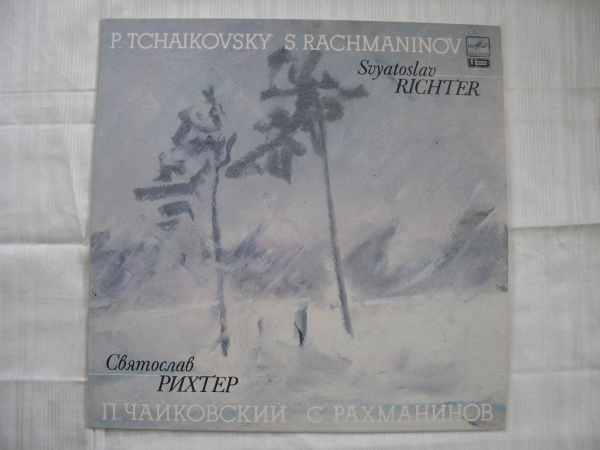 P. TCHAIKOVSKY S. RACHMANINOV
Svyatoslav
RICHTER
Святослав
РИХТЕР
П. ЧАЙКОВСКИЙ С. РАХМАНИНОВ